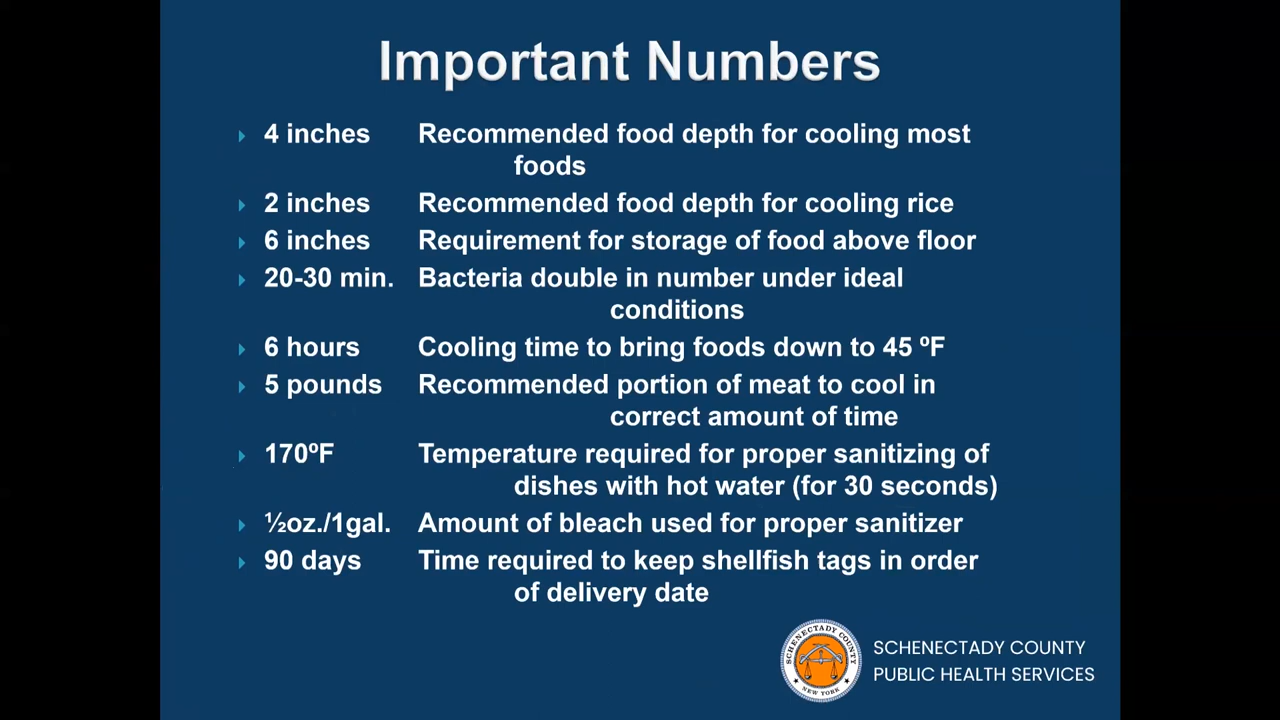 Important Numbers
4 inches Recommended food depth for cooling most
foods
2 inches Recommended food depth for cooling rice
6 inches Requirement for storage of food above floor
20-30 min. Bacteria double in number under ideal
conditions
6 hours Cooling time to bring foods down to 45 ºF
5 pounds Recommended portion of meat to cool in
correct amount of time
170ºF Temperature required for proper sanitizing of
dishes with hot water (for 30 seconds)
½oz./1gal. Amount of bleach used for proper sanitizer
90 days Time required to keep shellfish tags in order
of delivery date
SCHENECTADY COUNTY
NEW YORK
SCHENECTADY COUNTY
PUBLIC HEALTH SERVICES